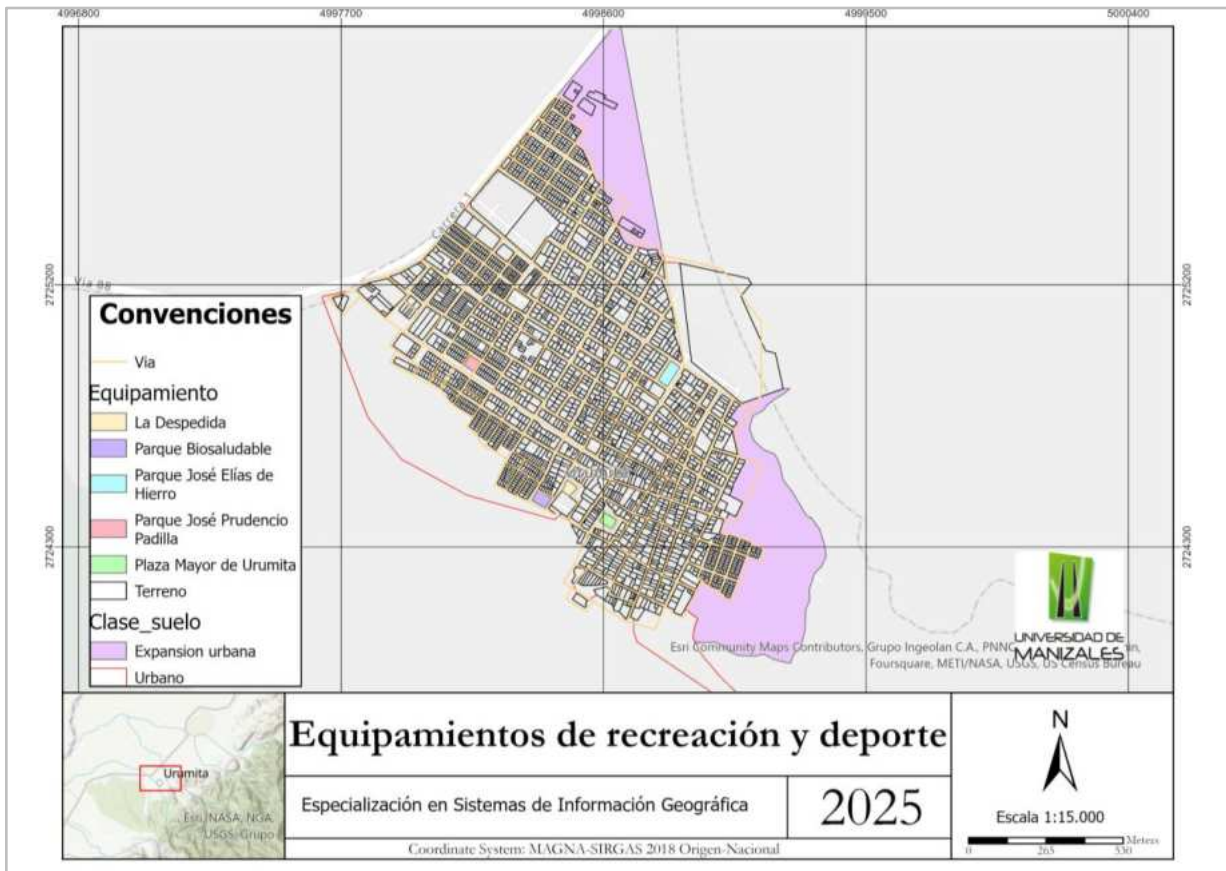 4996800 4997700 4998600 4999500 5000400
Carrera 1
2725200 2725200
Vía 88
Convenciones
Via
Equipamiento
La Despedida
Parque Biosaludable
Parque José Elías de
Hierro
Parque José Prudencio
Padilla
Plaza Mayor de Urumita
Terreno
Clase_suelo
Expansion urbana
Urbano
2724300 2724300
UNIVERSIDAD DE
MANIZALES
Esri Community Maps Contributors, Grupo Ingeolan C.A., PNNC
Foursquare, METI/NASA, USGS, US Census Bureau
Urumita
Esri, NASA, NGA,
USGS, Grupo
Equipamientos de recreación y deporte
Especialización en Sistemas de Información Geográfica
2025
Coordinate System: MAGNA-SIRGAS 2018 Origen-Nacional
N
Escala 1:15.000
Meters
0 265 530